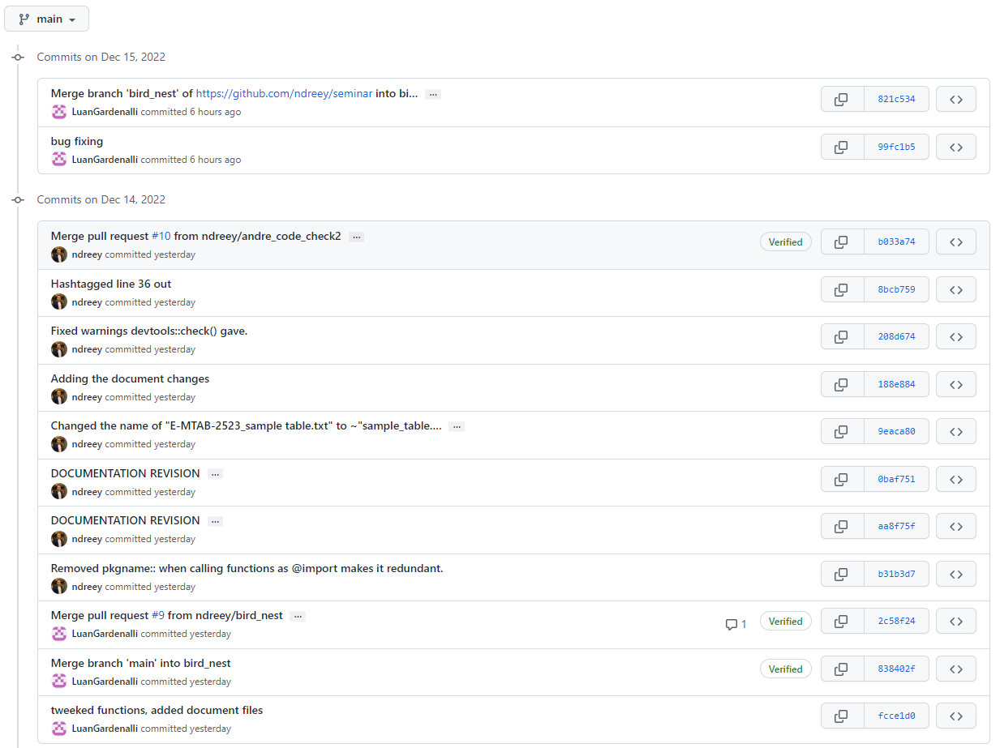 main
Commits on Dec 15, 2022
Merge branch 'bird_nest' of https://github.com/ndreey/seminar into bi... ...
821c534
LuanGardenalli committed 6 hours ago
bug fixing
99fc1b5
LuanGardenalli committed 6 hours ago
Commits on Dec 14, 2022
Merge pull request #10 from ndreey/andre_code_check2 ...
Verified b033a74
ndreey committed yesterday
Hashtagged line 36 out
8bcb759
ndreey committed yesterday
Fixed warnings devtools::check() gave.
208d674
ndreey committed yesterday
Adding the document changes
188e884
ndreey committed yesterday
Changed the name of "E-MTAB-2523_sample table.txt" to ~"sample_table.... ...
9eaca80
ndreey committed yesterday
DOCUMENTATION REVISION ...
0baf751
ndreey committed yesterday
DOCUMENTATION REVISION ...
aa8f75f
ndreey committed yesterday
Removed pkgname:: when calling functions as @import makes it redundant.
b31b3d7
ndreey committed yesterday
Merge pull request #9 from ndreey/bird_nest ...
1 Verified 2c58f24
LuanGardenalli committed yesterday
Merge branch 'main' into bird_nest
Verified 838402f
LuanGardenalli committed yesterday
tweeked functions, added document files
fcce1d0
LuanGardenalli committed yesterday